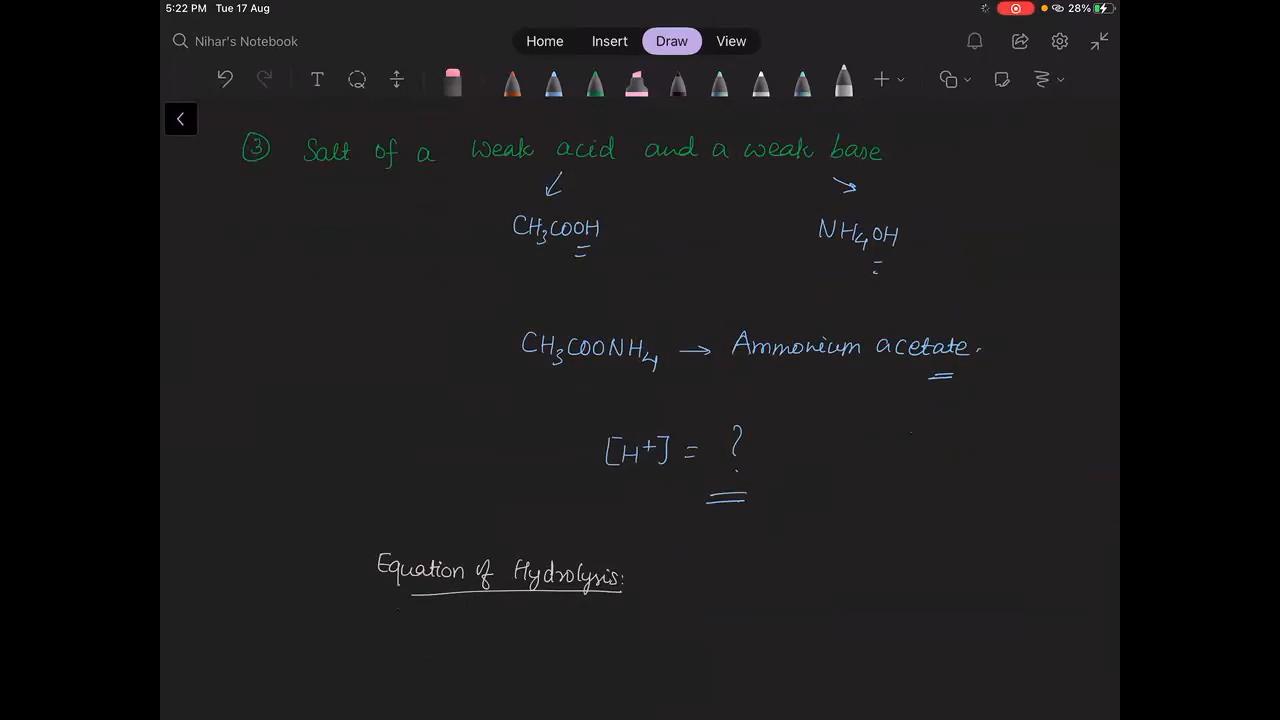 5:22 PM Tue 17 Aug
28%
Nihar's Notebook
Home Insert Draw View
③ Salt of a weak acid and a weak base
CH₃COOH NH₄OH
CH₃COONH₄ → Ammonium acetate.
[H⁺] = ?
Equation of Hydrolysis: